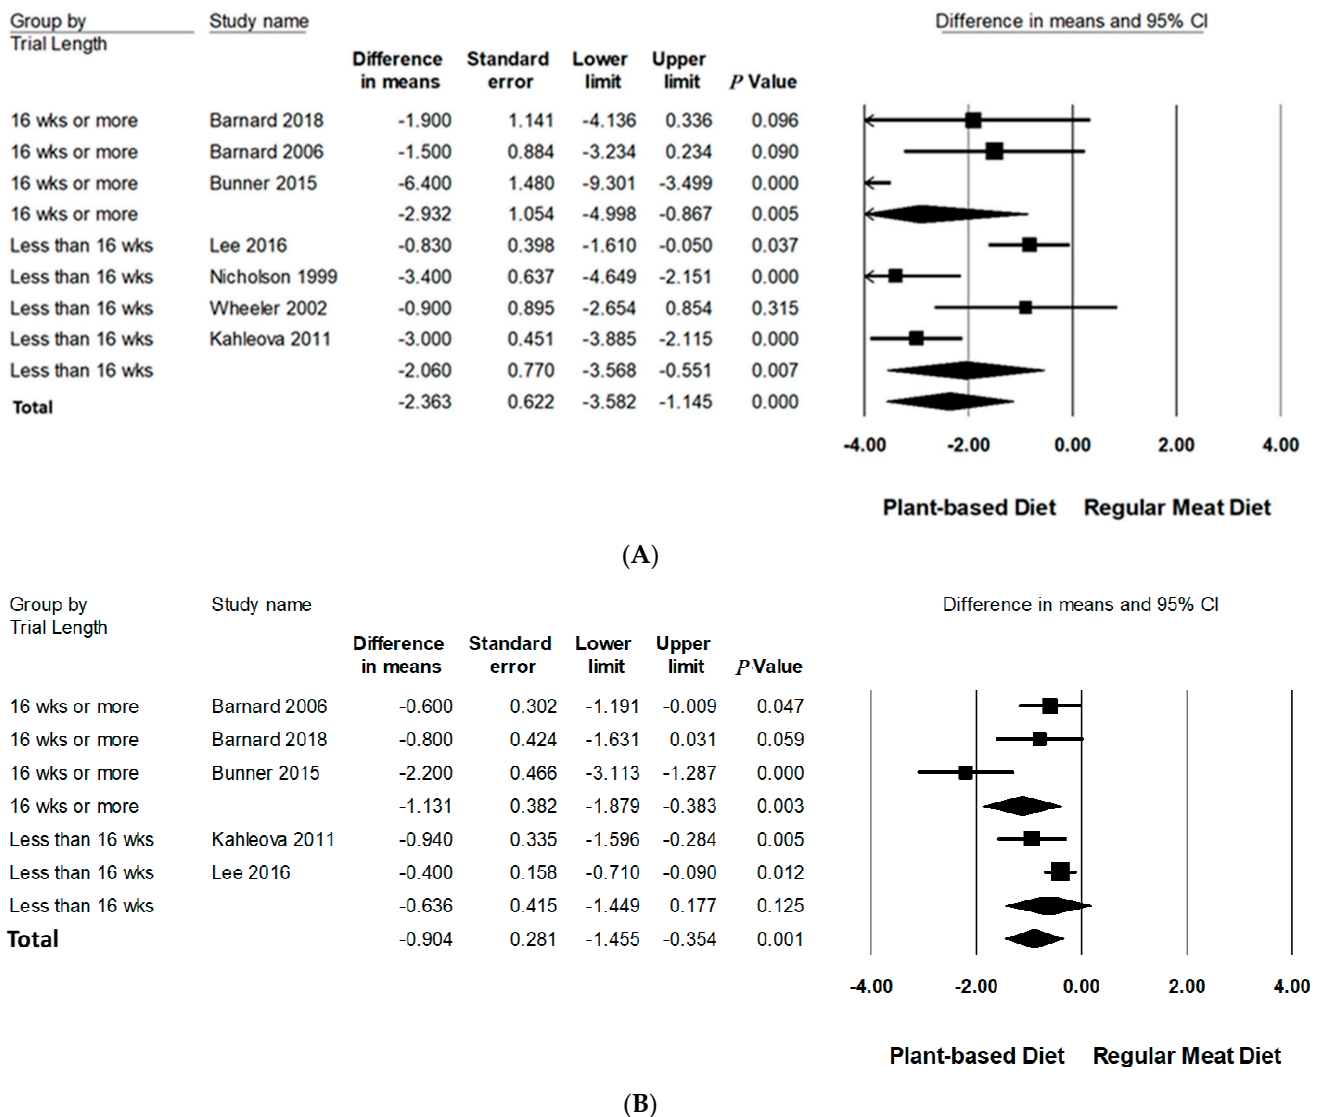 Group by Study name Difference in means and 95% CI
Trial Length
Difference Standard Lower Upper
in means error limit limit P Value
16 wks or more Barnard 2018 -1.900 1.141 -4.136 0.336 0.096
16 wks or more Barnard 2006 -1.500 0.884 -3.234 0.234 0.090
16 wks or more Bunner 2015 -6.400 1.480 -9.301 -3.499 0.000
16 wks or more -2.932 1.054 -4.998 -0.867 0.005
Less than 16 wks Lee 2016 -0.830 0.398 -1.610 -0.050 0.037
Less than 16 wks Nicholson 1999 -3.400 0.637 -4.649 -2.151 0.000
Less than 16 wks Wheeler 2002 -0.900 0.895 -2.654 0.854 0.315
Less than 16 wks Kahleova 2011 -3.000 0.451 -3.885 -2.115 0.000
Less than 16 wks -2.060 0.770 -3.568 -0.551 0.007
Total -2.363 0.622 -3.582 -1.145 0.000
-4.00 -2.00 0.00 2.00 4.00
Plant-based Diet Regular Meat Diet
(A)
Group by Study name Difference in means and 95% CI
Trial Length
Difference Standard Lower Upper
in means error limit limit P-Value
16 wks or more Barnard 2006 -0.600 0.302 -1.191 -0.009 0.047
16 wks or more Barnard 2018 -0.800 0.424 -1.631 0.031 0.059
16 wks or more Bunner 2015 -2.200 0.466 -3.113 -1.287 0.000
16 wks or more -1.131 0.382 -1.879 -0.383 0.003
Less than 16 wks Kahleova 2011 -0.940 0.335 -1.596 -0.284 0.005
Less than 16 wks Lee 2016 -0.400 0.158 -0.710 -0.090 0.012
Less than 16 wks -0.636 0.415 -1.449 0.177 0.125
Total -0.904 0.281 -1.455 -0.354 0.001
-4.00 -2.00 0.00 2.00 4.00
Plant-based Diet Regular Meat Diet
(B)